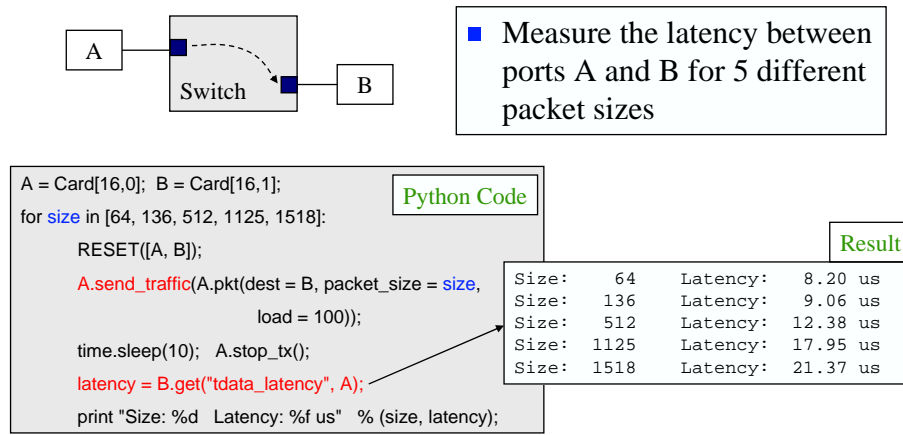 A
Switch
B
Measure the latency between
ports A and B for 5 different
packet sizes
Python Code
A = Card[16,0]; B = Card[16,1];
for size in [64, 136, 512, 1125, 1518]:
RESET([A, B]);
A.send_traffic(A.pkt(dest = B, packet_size = size,
load = 100));
time.sleep(10); A.stop_tx();
latency = B.get("tdata_latency", A);
print "Size: %d Latency: %f us" % (size, latency);
Result
Size: 64 Latency: 8.20 us
Size: 136 Latency: 9.06 us
Size: 512 Latency: 12.38 us
Size: 1125 Latency: 17.95 us
Size: 1518 Latency: 21.37 us